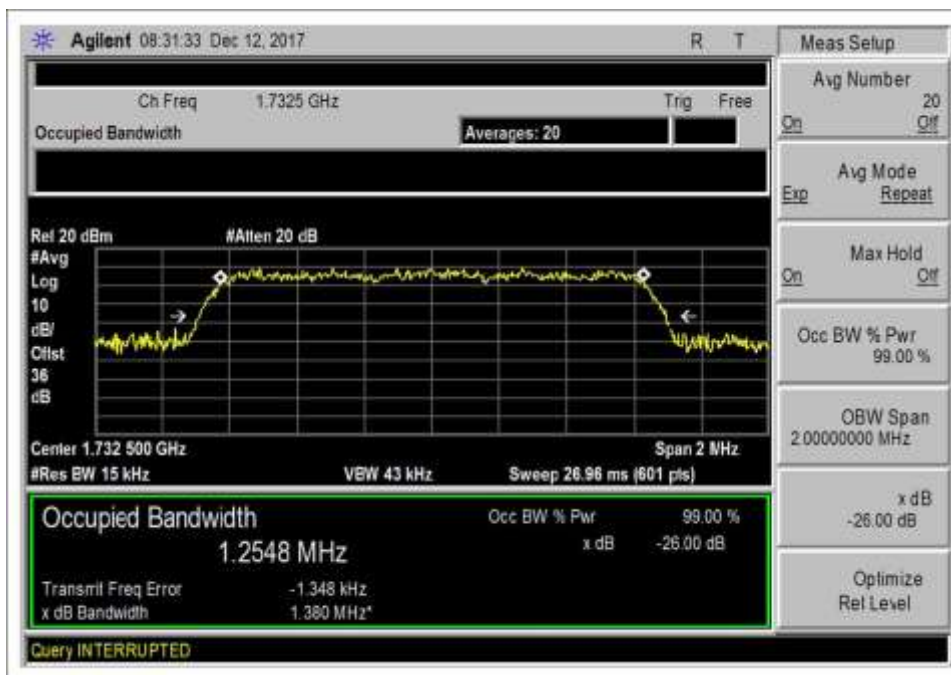 Agilent 08:31:33 Dec 12, 2017 R T
Ch Freq 1.7325 GHz Trig Free
Occupied Bandwidth Averages: 20
Ref 20 dBm #Atten 20 dB
#Avg
Log
10
dB/
Offst
36
dB
Center 1.732 500 GHz Span 2 MHz
#Res BW 15 kHz VBW 43 kHz Sweep 26.96 ms (601 pts)
Occupied Bandwidth Occ BW % Pwr 99.00 %
1.2548 MHz x dB -26.00 dB
Transmit Freq Error -1.348 kHz
x dB Bandwidth 1.380 MHz*
Query INTERRUPTED
Meas Setup
Avg Number
20
On Off
Avg Mode
Exp Repeat
Max Hold
On Off
Occ BW % Pwr
99.00 %
OBW Span
2.00000000 MHz
x dB
-26.00 dB
Optimize
Ref Level